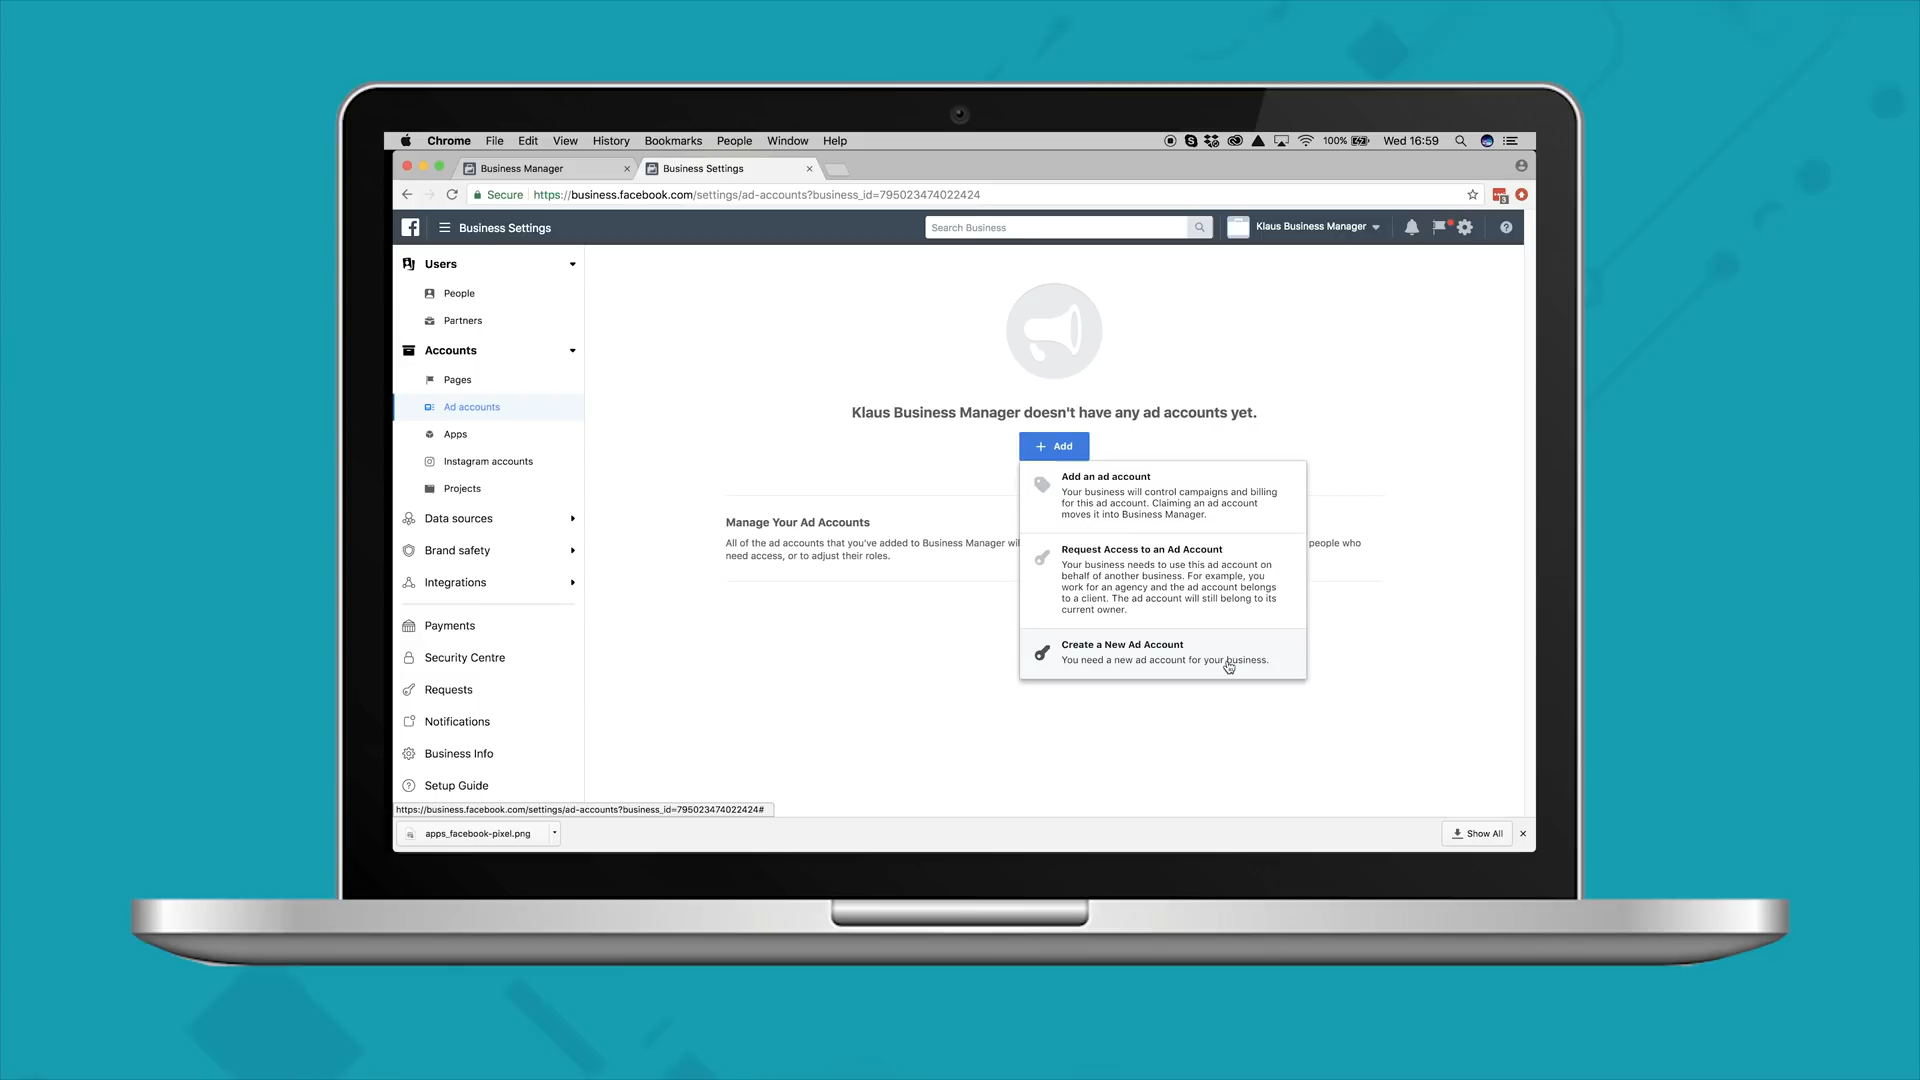 Chrome File Edit View History Bookmarks People Window Help
100% Wed 16:59
Business Manager
Business Settings
Secure https://business.facebook.com/settings/ad-accounts?business_id=795023474022424
3
Business Settings
Search Business
Klaus Business Manager
Users
People
Partners
Accounts
Pages
Ad accounts
Apps
Instagram accounts
Projects
Data sources
Brand safety
Integrations
Payments
Security Centre
Requests
Notifications
Business Info
Setup Guide
Klaus Business Manager doesn't have any ad accounts yet.
+ Add
Add an ad account
Your business will control campaigns and billing
for this ad account. Claiming an ad account
moves it into Business Manager.
Request Access to an Ad Account
Your business needs to use this ad account on
behalf of another business. For example, you
work for an agency and the ad account belongs
to a client. The ad account will still belong to its
current owner.
Create a New Ad Account
You need a new ad account for your business.
Manage Your Ad Accounts
All of the ad accounts that you've added to Business Manager wil people who
need access, or to adjust their roles.
https://business.facebook.com/settings/ad-accounts?business_id=795023474022424#
apps_facebook-pixel.png
Show All